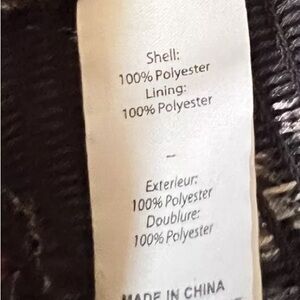 Shell:
100% Polyester
Lining:
100% Polyester
-
Exterieur:
100% Polyester
Doublure:
100% Polyester
MADE IN CHINA